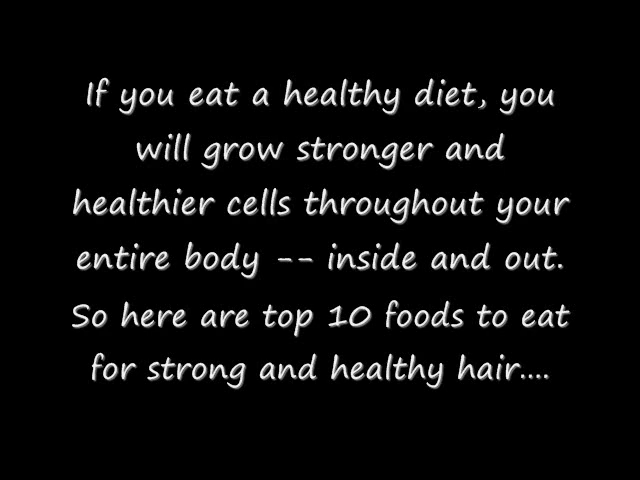 If you eat a healthy diet, you
will grow stronger and
healthier cells throughout your
entire body -- inside and out.
So here are top 10 foods to eat
for strong and healthy hair....